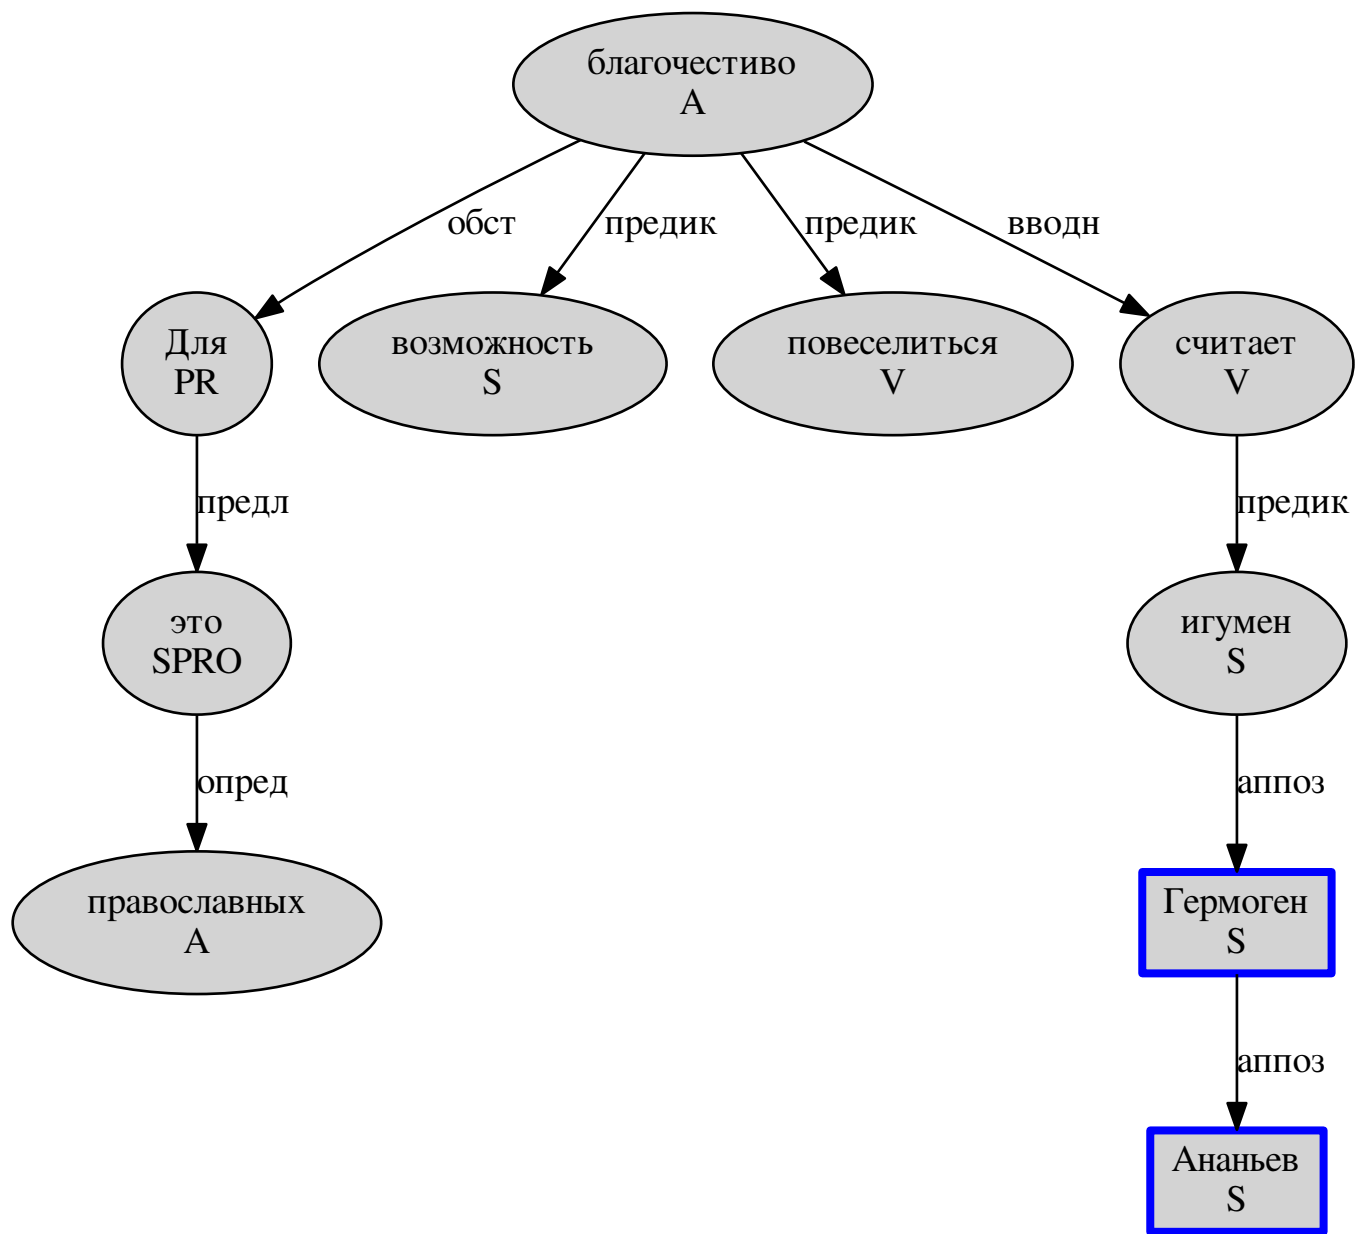 благочестиво
A
обст
предик
предик
вводн
Для
PR
возможность
S
повеселиться
V
считает
V
предл
предик
это
SPRO
игумен
S
опред
аппоз
православных
A
Гермоген
S
аппоз
Ананьев
S